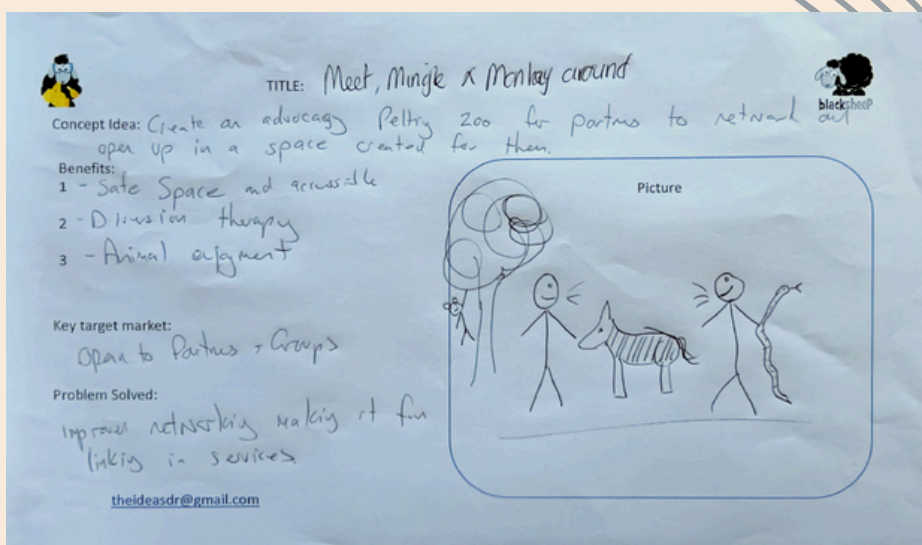 TITLE: Meet, Mingle & Monkey around
blacksheep
Concept Idea: Create an advocacy Petting Zoo for partners to network and
open up in a space created for them.
Benefits:
1 - Safe Space and accessible
2 - Diversion therapy
3 - Animal
Picture
Key target market:
Open to Partners + Groups
Problem Solved:
Improves networking making it fun
linking in services
theideasdr@gmail.com